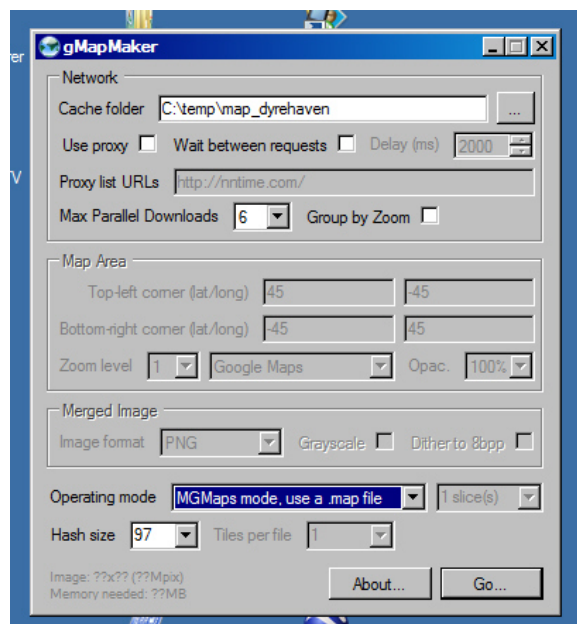 er
gMapMaker
Network
Cache folder C:\temp\map_dyrehaven ...
Use proxy Wait between requests Delay (ms) 2000
V
Proxy list URLs http://nntime.com/
Max Parallel Downloads 6 Group by Zoom
Map Area
Top-left corner (lat/long) 45 -45
Bottom-right corner (lat/long) -45 45
Zoom level 1 Google Maps Opac. 100%
Merged Image
Image format PNG Grayscale Dither to 8bpp
Operating mode MGMaps mode, use a .map file 1 slice(s)
Hash size 97 Tiles per file 1
Image: ??x?? (??Mpix)
Memory needed: ??MB
About... Go...